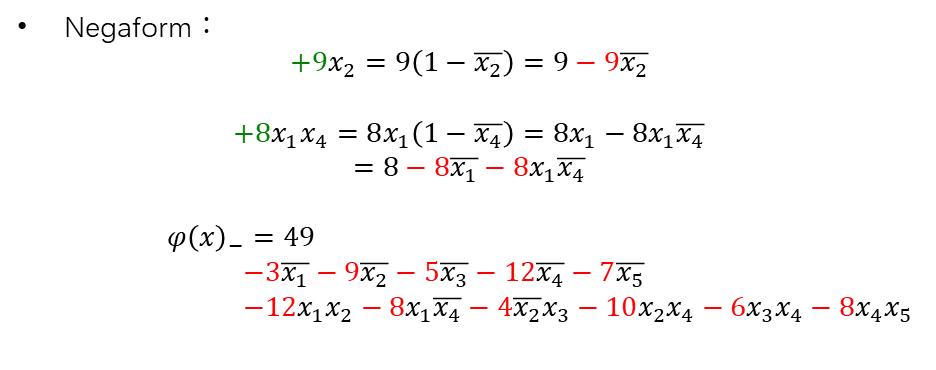 • Negaform：
+9x₂ = 9(1 − x̅₂) = 9 − 9x̅₂
+8x₁x₄ = 8x₁(1 − x̅₄) = 8x₁ − 8x₁x̅₄
= 8 − 8x̅₁ − 8x₁x̅₄
φ(x)₋ = 49
−3x̅₁ − 9x̅₂ − 5x̅₃ − 12x̅₄ − 7x̅₅
−12x₁x₂ − 8x₁x̅₄ − 4x̅₂x₃ − 10x₂x₄ − 6x₃x₄ − 8x₄x₅